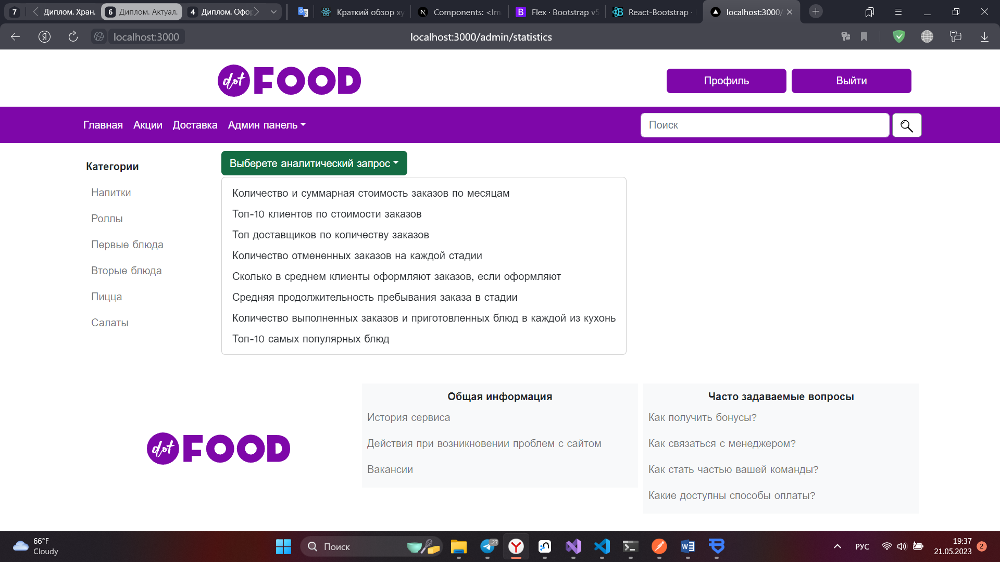 7
Диплом. Хран.
6
Диплом. Актуал.
4
Диплом. Офор
Краткий обзор ху
Components: <Im
Flex · Bootstrap v5
React-Bootstrap ·
localhost:3000/
localhost:3000
localhost:3000/admin/statistics
dot FOOD
Профиль
Выйти
Главная
Акции
Доставка
Админ панель
Поиск
Категории
Напитки
Роллы
Первые блюда
Вторые блюда
Пицца
Салаты
Выберете аналитический запрос
Количество и суммарная стоимость заказов по месяцам
Топ-10 клиентов по стоимости заказов
Топ доставщиков по количеству заказов
Количество отмененных заказов на каждой стадии
Сколько в среднем клиенты оформляют заказов, если оформляют
Средняя продолжительность пребывания заказа в стадии
Количество выполненных заказов и приготовленных блюд в каждой из кухонь
Топ-10 самых популярных блюд
dot FOOD
Общая информация
История сервиса
Действия при возникновении проблем с сайтом
Вакансии
Часто задаваемые вопросы
Как получить бонусы?
Как связаться с менеджером?
Как стать частью вашей команды?
Какие доступны способы оплаты?
66°F
Cloudy
Поиск
..27
РУС
19:37
21.05.2023
2